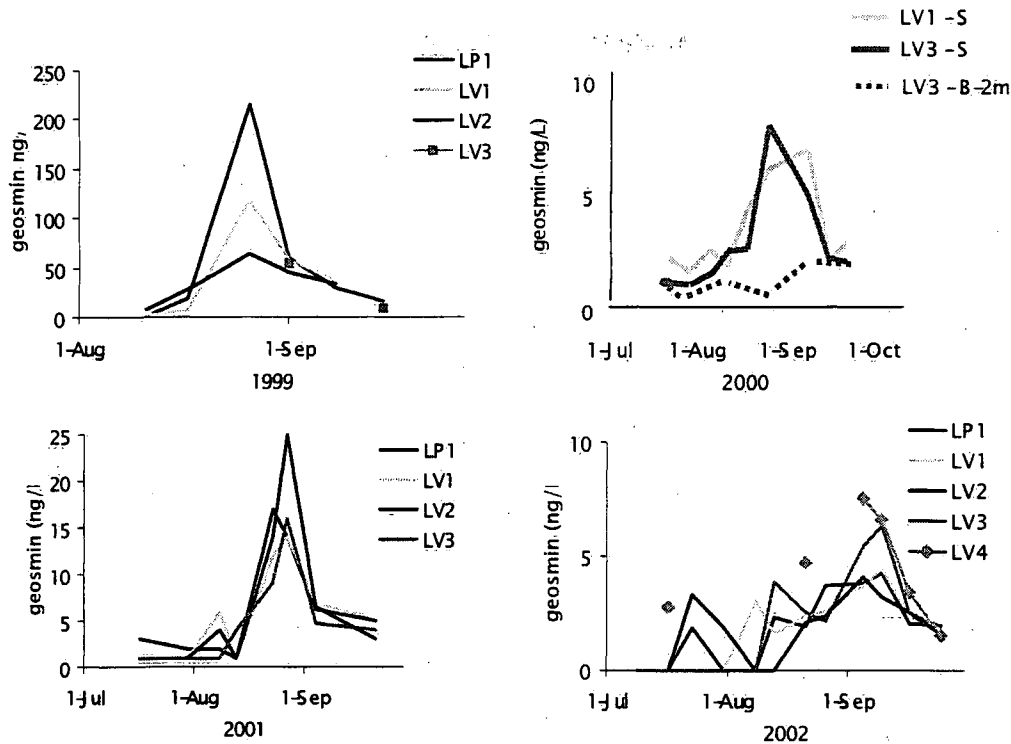 LP1
LV1
LV2
LV3
250
200
150
100
50
0
geosmin ng/
1-Aug
1-Sep
1999
LV1 -S
LV3 -S
LV3 -B-2m
10
5
0
geosmin (ng/L)
1-Jul
1-Aug
1-Sep
1-Oct
2000
25
20
15
10
5
0
geosmin (ng/l
LP1
LV1
LV2
LV3
1-Jul
1-Aug
1-Sep
2001
10
5
0
geosmin (ng/l
LP1
LV1
LV2
LV3
LV4
1-Jul
1-Aug
1-Sep
2002